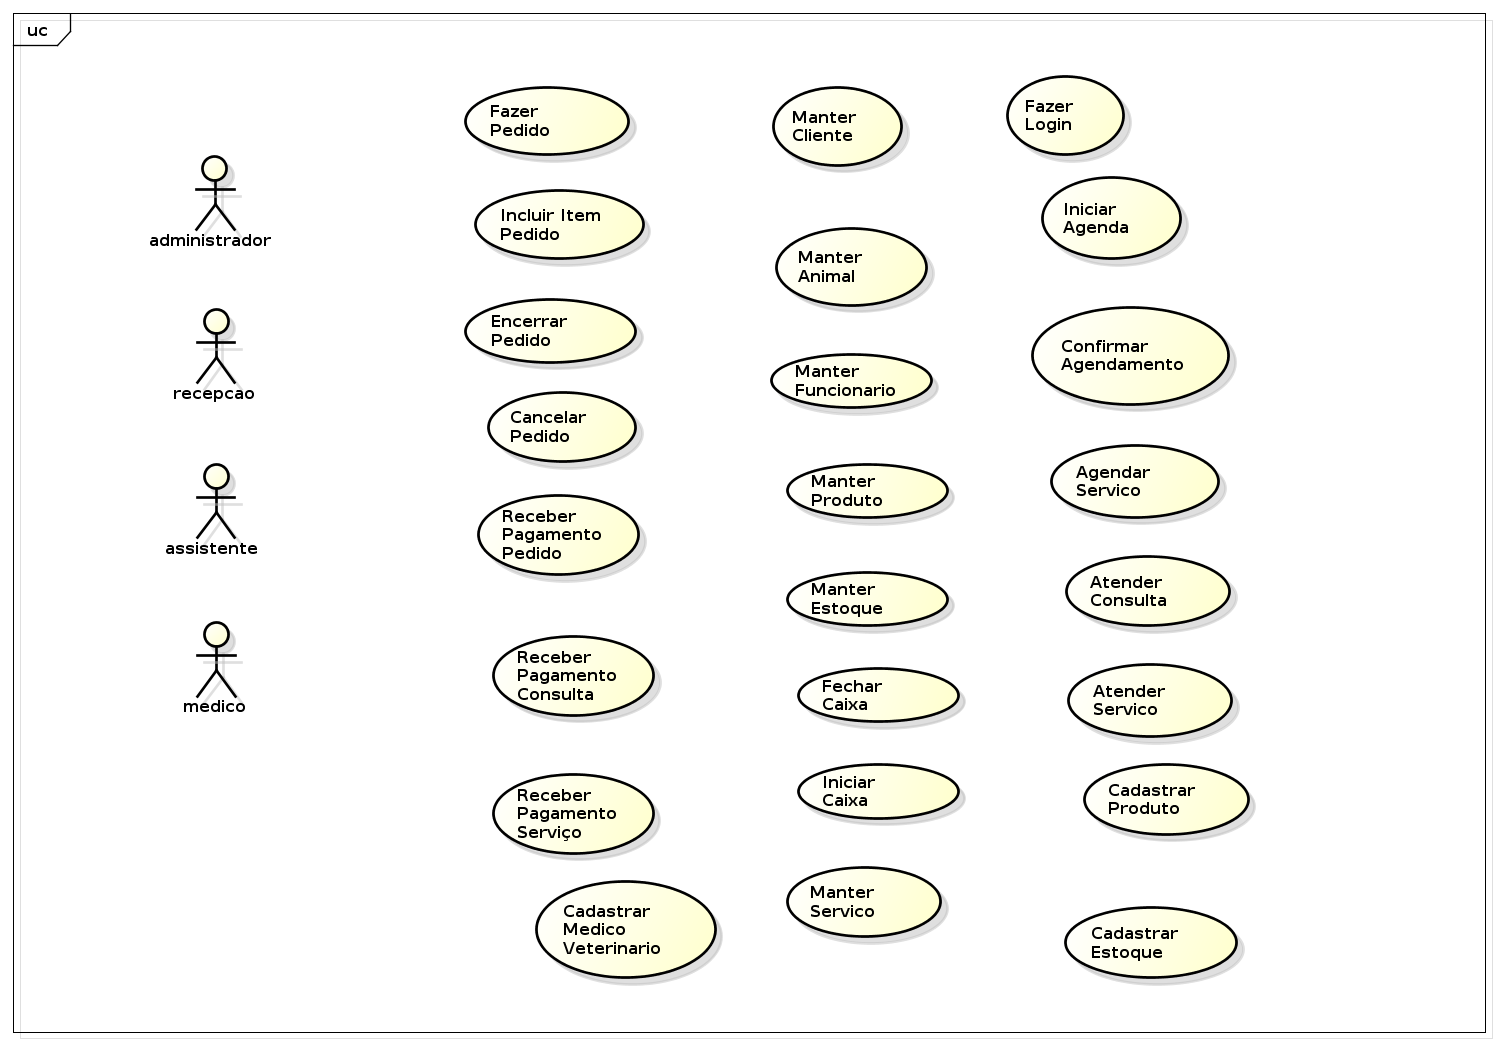 uc
administrador
recepcao
assistente
medico
Fazer
Pedido
Incluir Item
Pedido
Encerrar
Pedido
Cancelar
Pedido
Receber
Pagamento
Pedido
Receber
Pagamento
Consulta
Receber
Pagamento
Serviço
Cadastrar
Medico
Veterinario
Manter
Cliente
Manter
Animal
Manter
Funcionario
Manter
Produto
Manter
Estoque
Fechar
Caixa
Iniciar
Caixa
Manter
Servico
Fazer
Login
Iniciar
Agenda
Confirmar
Agendamento
Agendar
Servico
Atender
Consulta
Atender
Servico
Cadastrar
Produto
Cadastrar
Estoque